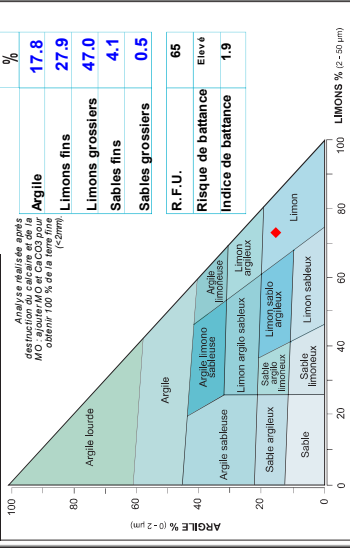 %
Argile 17.8
Limons fins 27.9
Limons grossiers 47.0
Sables fins 4.1
Sables grossiers 0.5
Analyse réalisée après
destruction du calcaire et de la
MO : ajouter MO et CaCO3 pour
obtenir 100 % de la terre fine
(<2mm).
R.F.U. 65
Risque de battance Elevé
Indice de battance 1.9
ARGILE % (0 - 2 µm)
100
80
60
40
20
0
Argile lourde
Argile
Argile
limoneuse
Argile limono
sableuse
Argile sableuse
Limon
argileux
Limon argilo sableux
Limon
Limon sablo
argileux
Sable
argilo
limoneux
Sable argileux
Limon sableux
Sable
limoneux
Sable
0
20
40
60
80
100
LIMONS % (2 - 50 µm)